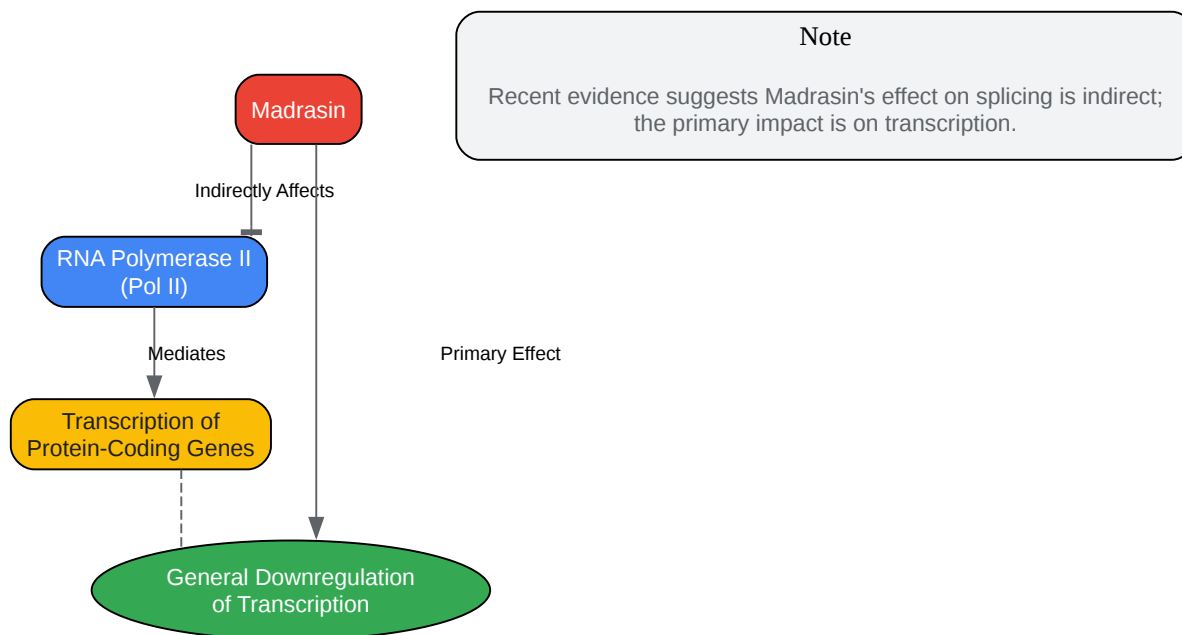 Note
Recent evidence suggests Madrasin's effect on splicing is indirect;
the primary impact is on transcription.
Madrasin
Indirectly Affects
RNA Polymerase II
(Pol II)
Mediates
Primary Effect
Transcription of
Protein-Coding Genes
General Downregulation
of Transcription